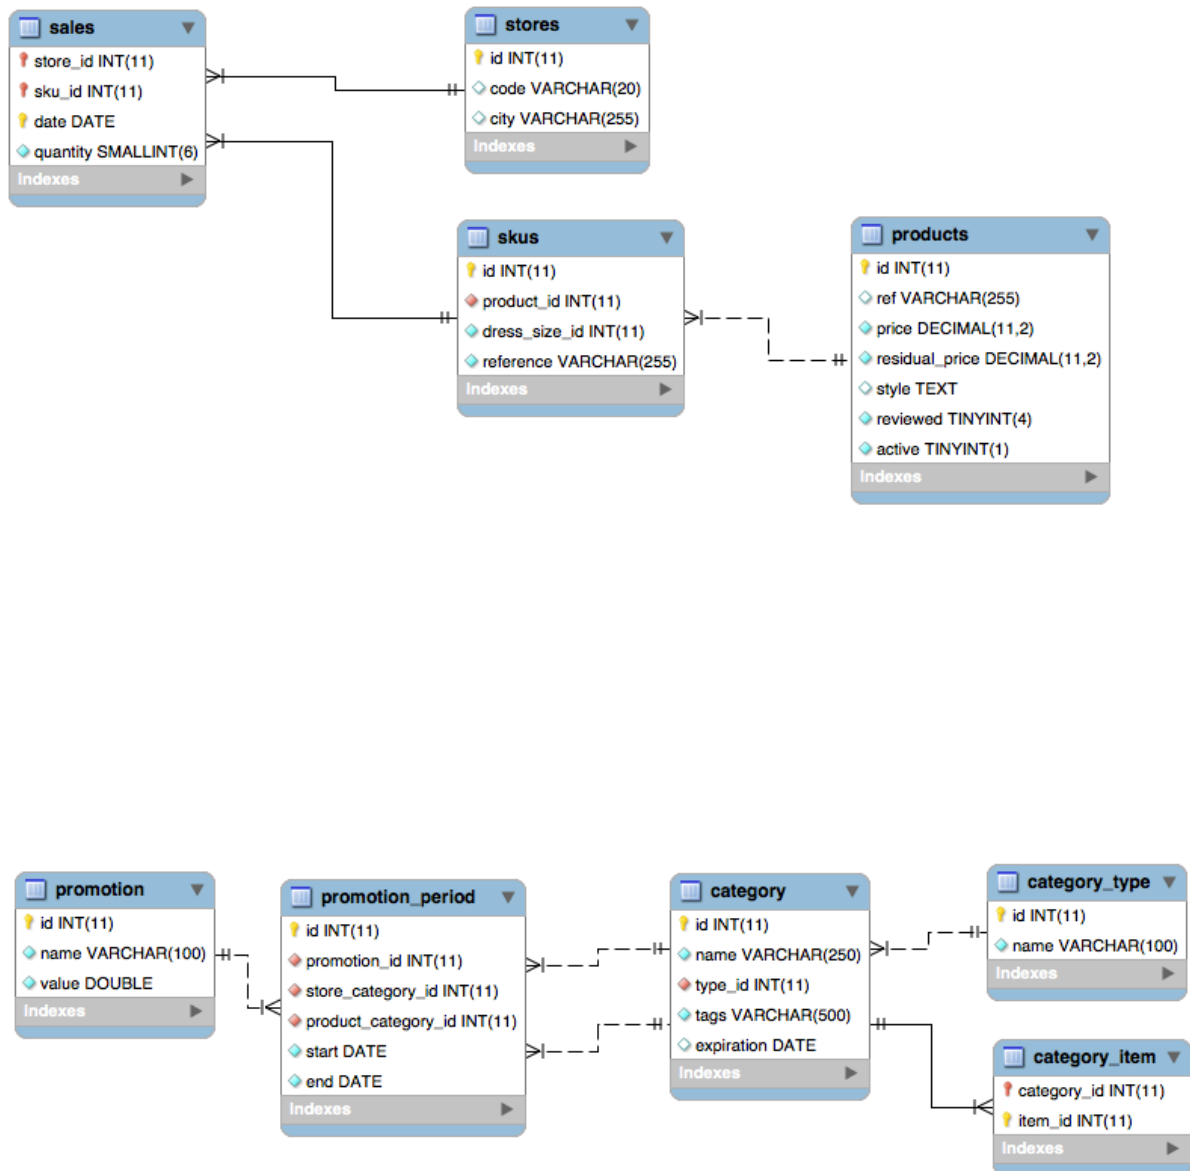 sales
store_id INT(11)
sku_id INT(11)
date DATE
quantity SMALLINT(6)
Indexes
stores
id INT(11)
code VARCHAR(20)
city VARCHAR(255)
Indexes
skus
id INT(11)
product_id INT(11)
dress_size_id INT(11)
reference VARCHAR(255)
Indexes
products
id INT(11)
ref VARCHAR(255)
price DECIMAL(11,2)
residual_price DECIMAL(11,2)
style TEXT
reviewed TINYINT(4)
active TINYINT(1)
Indexes
promotion
id INT(11)
name VARCHAR(100)
value DOUBLE
Indexes
promotion_period
id INT(11)
promotion_id INT(11)
store_category_id INT(11)
product_category_id INT(11)
start DATE
end DATE
Indexes
category
id INT(11)
name VARCHAR(250)
type_id INT(11)
tags VARCHAR(500)
expiration DATE
Indexes
category_type
id INT(11)
name VARCHAR(100)
Indexes
category_item
category_id INT(11)
item_id INT(11)
Indexes